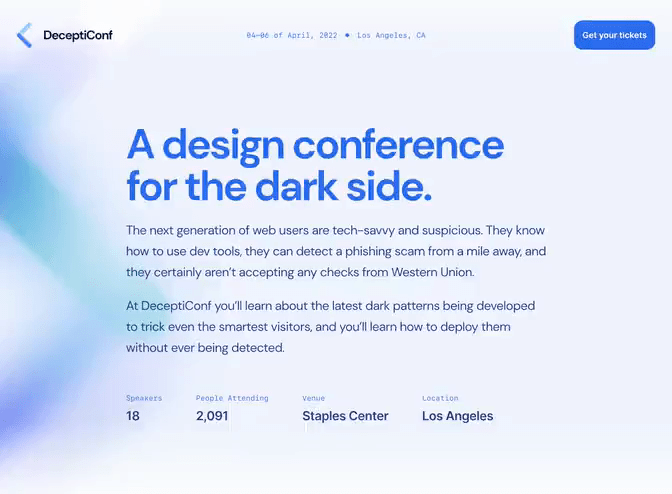 DeceptiConf
04–06 of April, 2022 • Los Angeles, CA
Get your tickets
A design conference
for the dark side.
The next generation of web users are tech-savvy and suspicious. They know
how to use dev tools, they can detect a phishing scam from a mile away, and
they certainly aren’t accepting any checks from Western Union.
At DeceptiConf you’ll learn about the latest dark patterns being developed
to trick even the smartest visitors, and you’ll learn how to deploy them
without ever being detected.
Speakers People Attending Venue Location
18 2,091 Staples Center Los Angeles